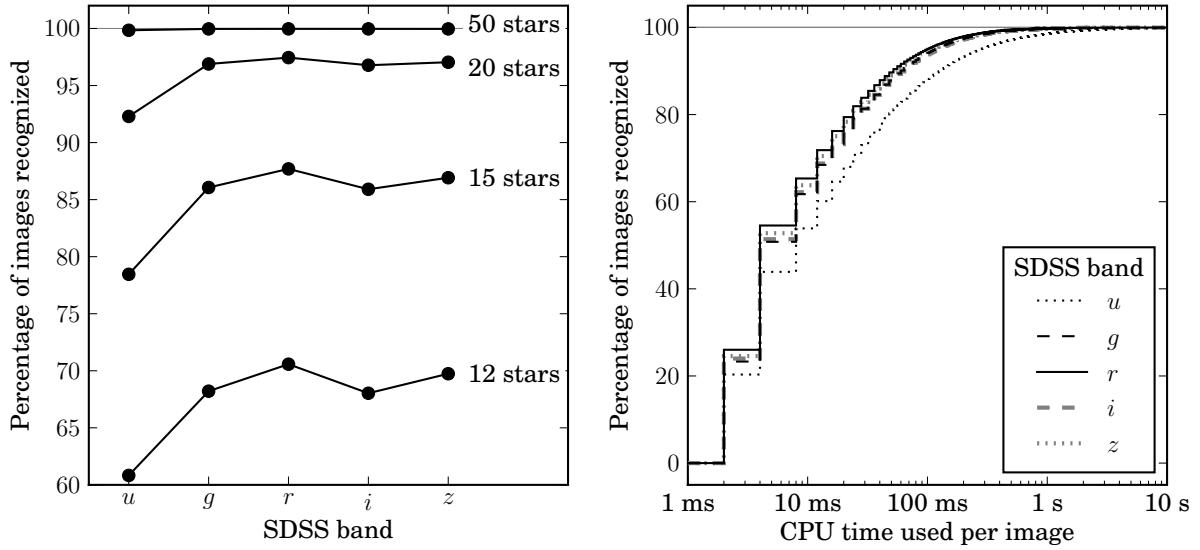 Percentage of images recognized
100
95
90
85
80
75
70
65
60
50 stars
20 stars
15 stars
12 stars
u g r i z
SDSS band
Percentage of images recognized
100
80
60
40
20
0
SDSS band
u
g
r
i
z
1 ms 10 ms 100 ms 1 s 10 s
CPU time used per image